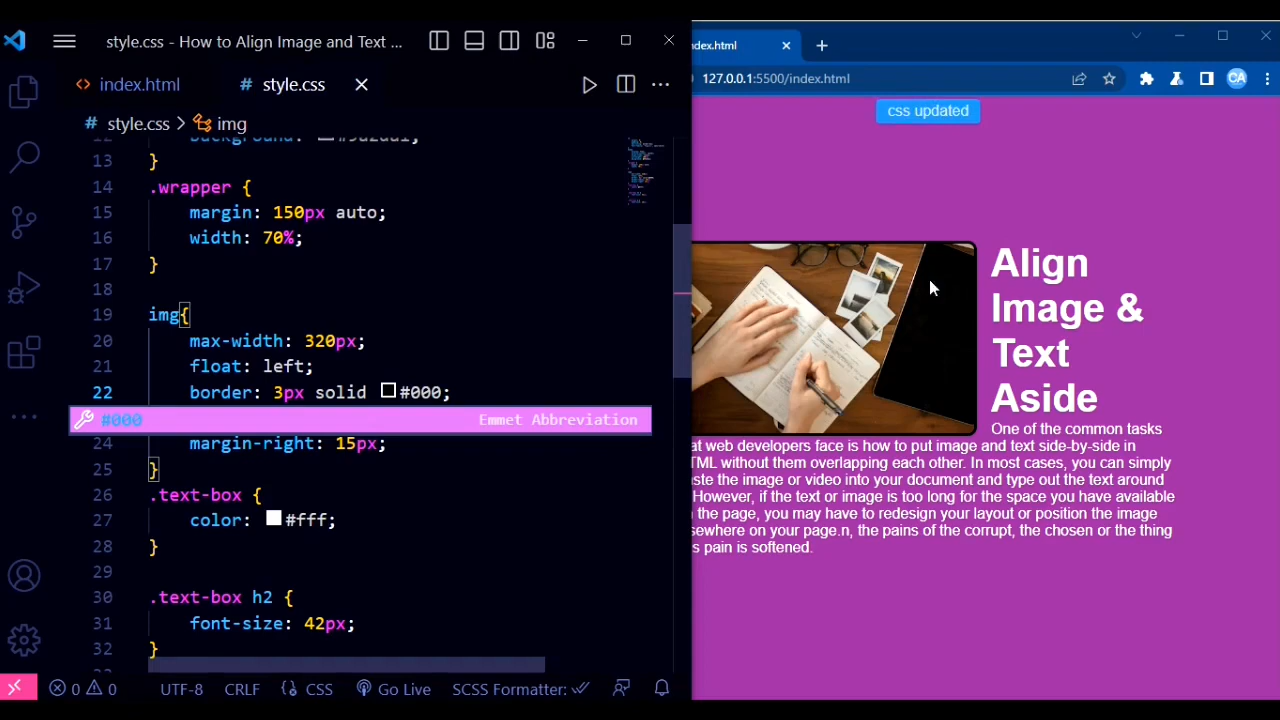 style.css - How to Align Image and Text ...
index.html
style.css
style.css > img
13 }
14 .wrapper {
15 margin: 150px auto;
16 width: 70%;
17 }
18
19 img{
20 max-width: 320px;
21 float: left;
22 border: 3px solid #000;
#000 Emmet Abbreviation
24 margin-right: 15px;
25 }
26 .text-box {
27 color: #fff;
28 }
29
30 .text-box h2 {
31 font-size: 42px;
32 }
0 0 UTF-8 CRLF CSS Go Live SCSS Formatter:
ndex.html
127.0.0.1:5500/index.html
CA
css updated
Align
Image &
Text
Aside
One of the common tasks
at web developers face is how to put image and text side-by-side in
TML without them overlapping each other. In most cases, you can simply
ste the image or video into your document and type out the text around
However, if the text or image is too long for the space you have available
the page, you may have to redesign your layout or position the image
sewhere on your page.n, the pains of the corrupt, the chosen or the thing
s pain is softened.